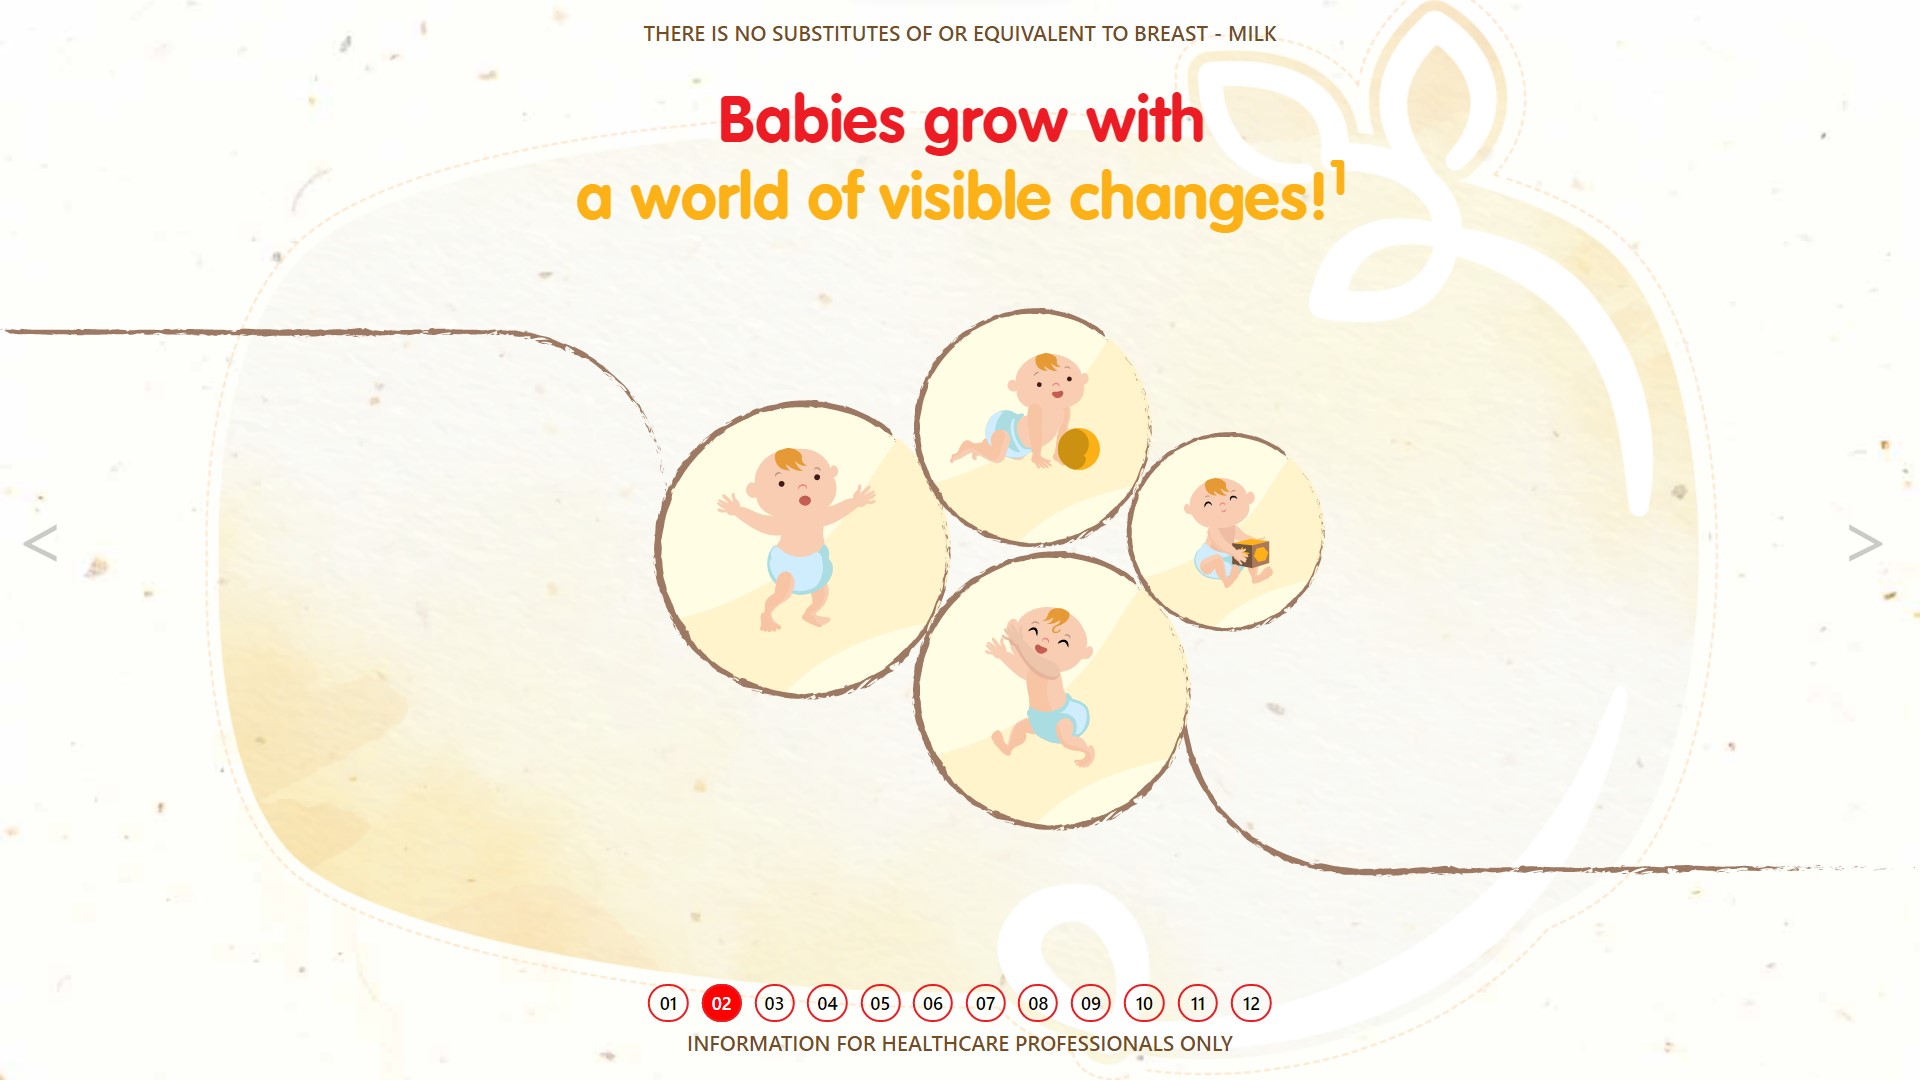 THERE IS NO SUBSTITUTES OF OR EQUIVALENT TO BREAST - MILK
Babies grow with
a world of visible changes!¹
< >
01 02 03 04 05 06 07 08 09 10 11 12
INFORMATION FOR HEALTHCARE PROFESSIONALS ONLY